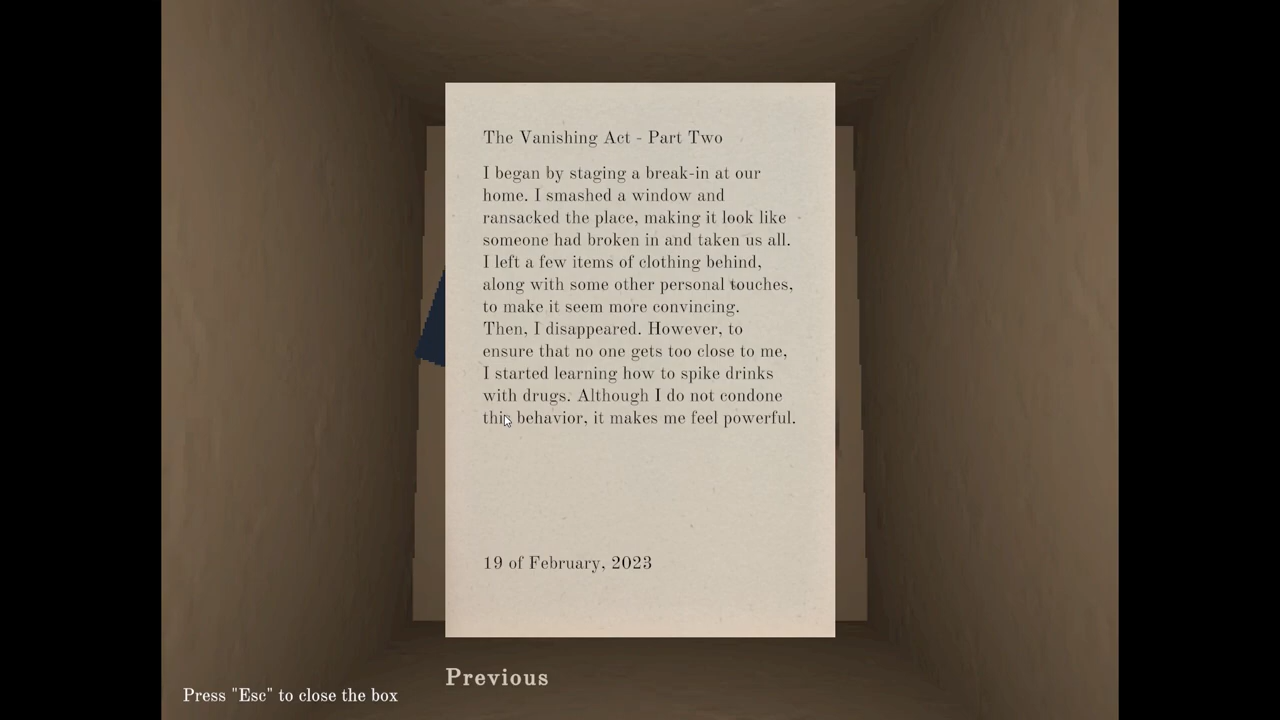 The Vanishing Act - Part Two
I began by staging a break-in at our
home. I smashed a window and
ransacked the place, making it look like
someone had broken in and taken us all.
I left a few items of clothing behind,
along with some other personal touches,
to make it seem more convincing.
Then, I disappeared. However, to
ensure that no one gets too close to me,
I started learning how to spike drinks
with drugs. Although I do not condone
this behavior, it makes me feel powerful.
19 of February, 2023
Previous
Press "Esc" to close the box